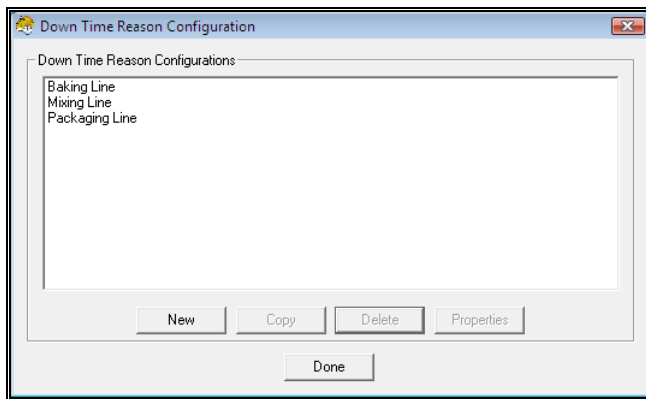 Down Time Reason Configuration
Down Time Reason Configurations
Baking Line
Mixing Line
Packaging Line
New Copy Delete Properties
Done